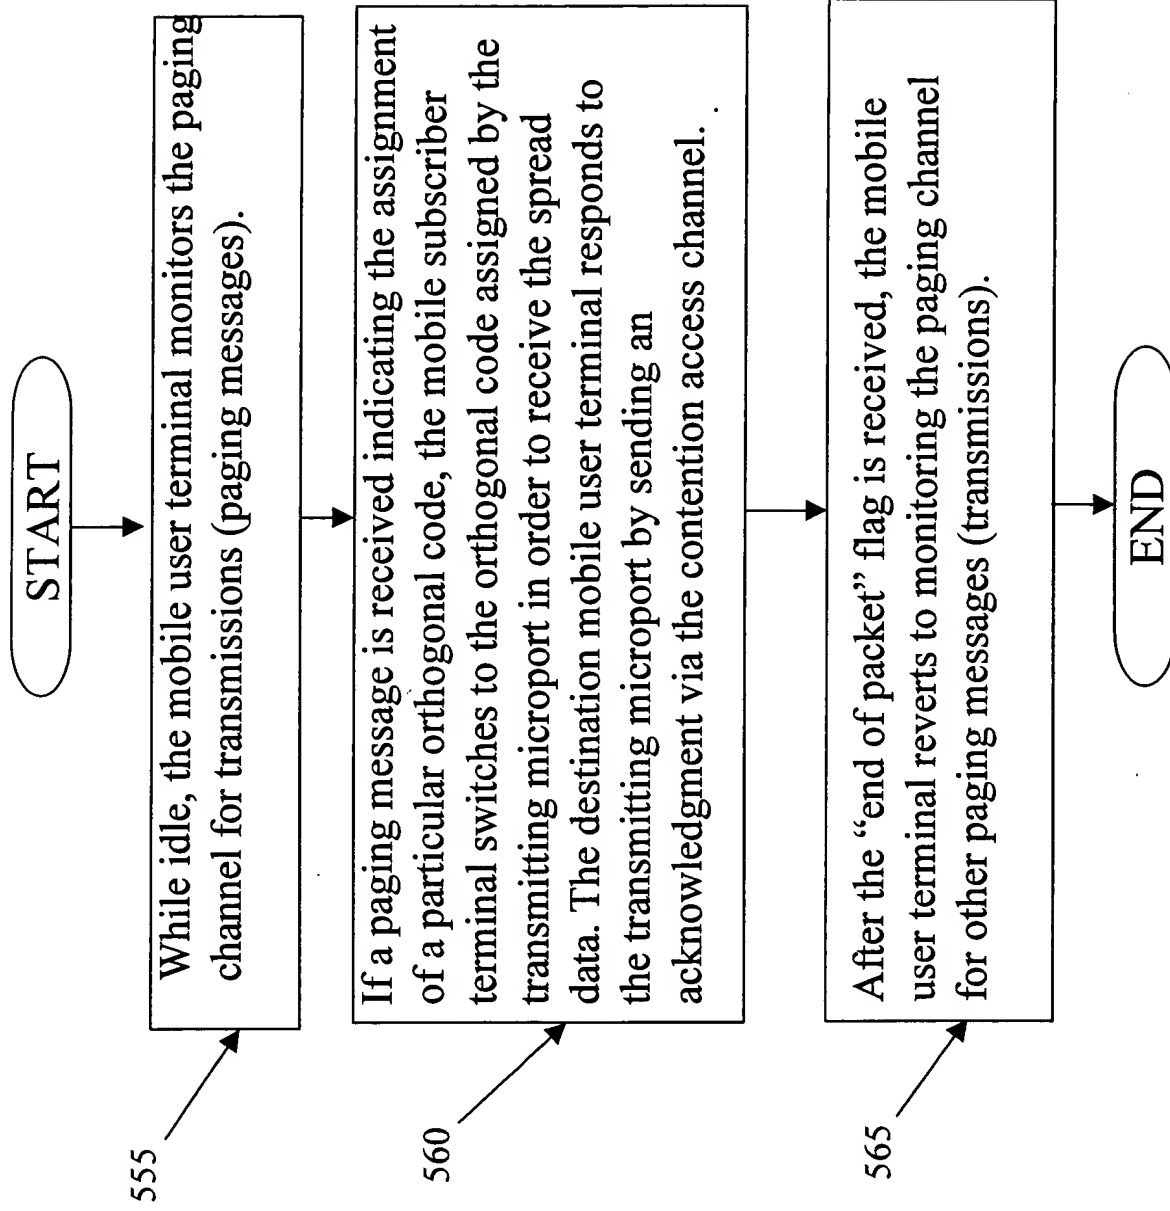 START
555
While idle, the mobile user terminal monitors the paging
channel for transmissions (paging messages).
560
If a paging message is received indicating the assignment
of a particular orthogonal code, the mobile subscriber
terminal switches to the orthogonal code assigned by the
transmitting microport in order to receive the spread
data. The destination mobile user terminal responds to
the transmitting microport by sending an
acknowledgment via the contention access channel.
565
After the “end of packet” flag is received, the mobile
user terminal reverts to monitoring the paging channel
for other paging messages (transmissions).
END